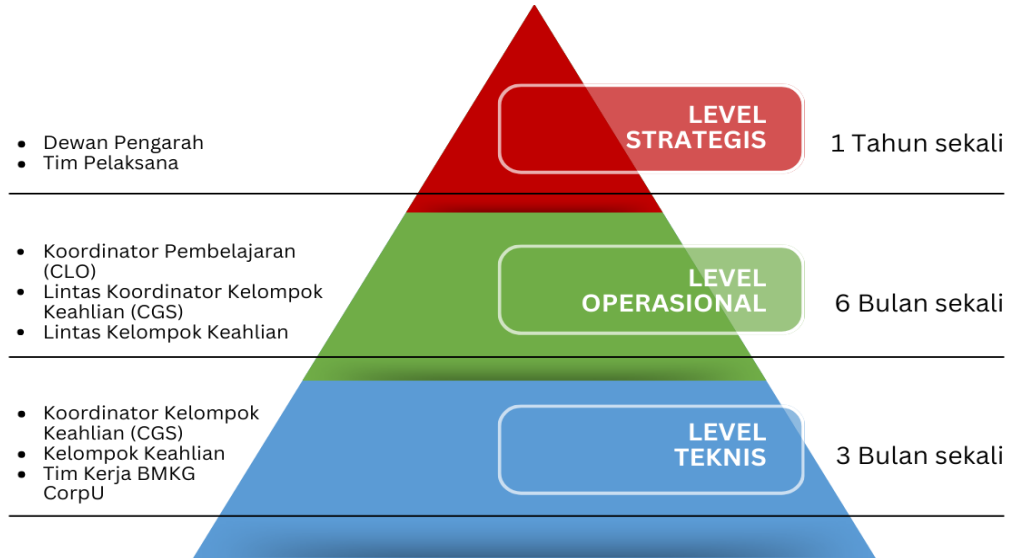 LEVEL
STRATEGIS
1 Tahun sekali
• Dewan Pengarah
• Tim Pelaksana
LEVEL
OPERASIONAL
6 Bulan sekali
• Koordinator Pembelajaran
(CLO)
• Lintas Koordinator Kelompok
Keahlian (CGS)
• Lintas Kelompok Keahlian
LEVEL
TEKNIS
3 Bulan sekali
• Koordinator Kelompok
Keahlian (CGS)
• Kelompok Keahlian
• Tim Kerja BMKG
CorpU